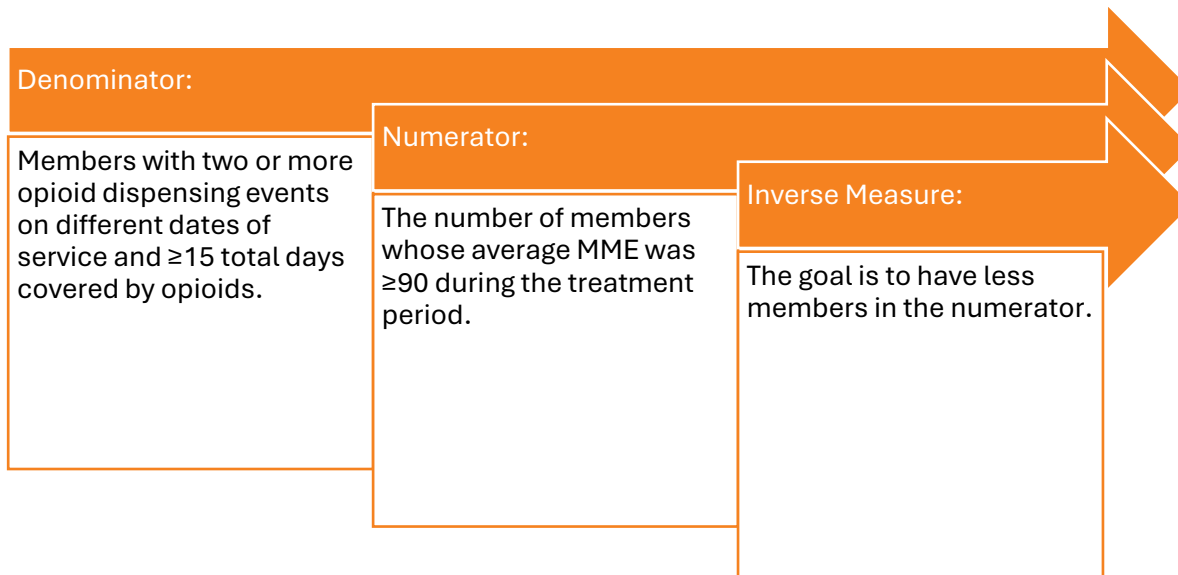 Denominator:
Members with two or more
opioid dispensing events
on different dates of
service and ≥15 total days
covered by opioids.
Numerator:
The number of members
whose average MME was
≥90 during the treatment
period.
Inverse Measure:
The goal is to have less
members in the numerator.